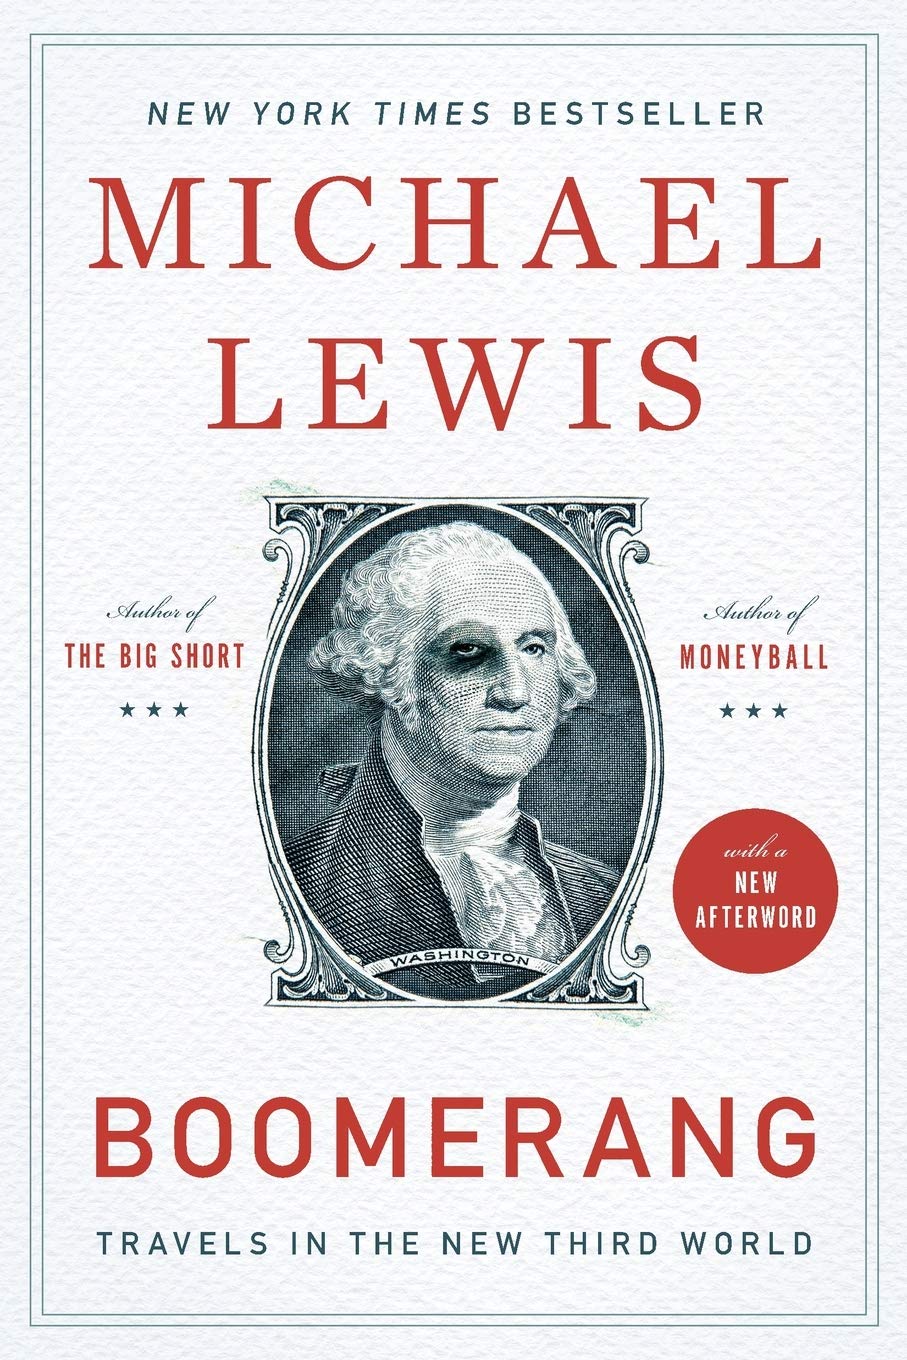 NEW YORK TIMES BESTSELLER
MICHAEL
LEWIS
Author of
THE BIG SHORT
★ ★ ★
Author of
MONEYBALL
★ ★ ★
with a
NEW
AFTERWORD
WASHINGTON
BOOMERANG
TRAVELS IN THE NEW THIRD WORLD